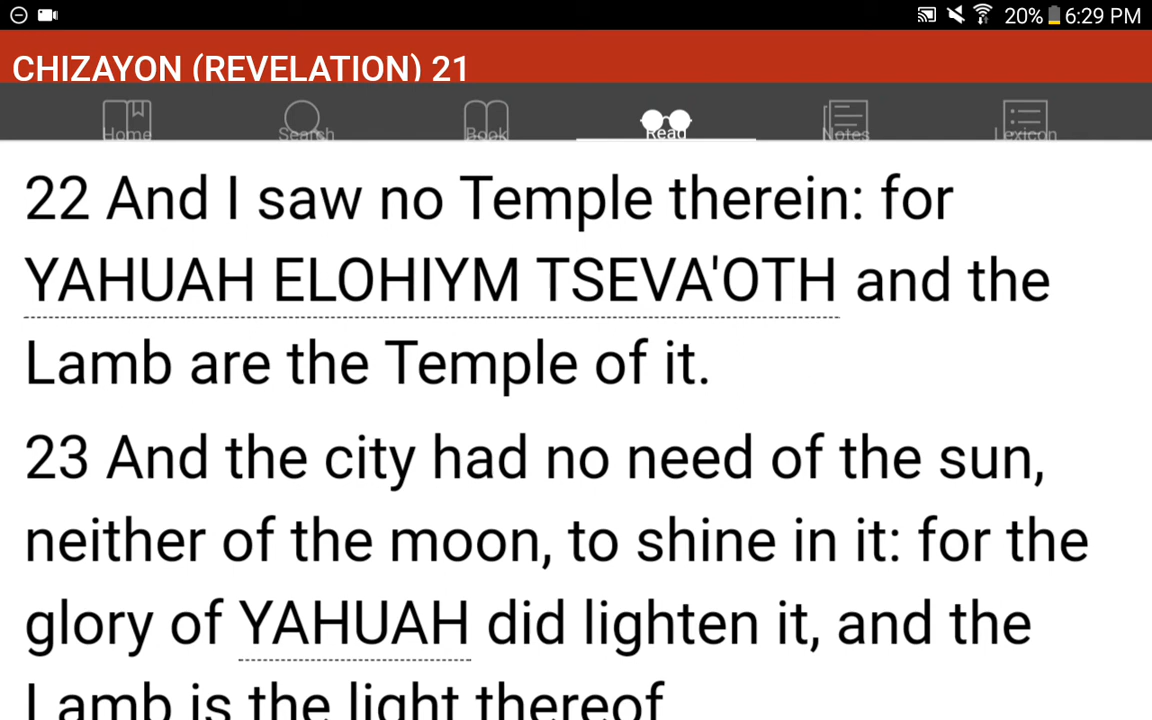 20% 6:29 PM
CHIZAYON (REVELATION) 21
Home Search Book Read Notes Lexicon
22 And I saw no Temple therein: for
YAHUAH ELOHIYM TSEVA'OTH and the
Lamb are the Temple of it.
23 And the city had no need of the sun,
neither of the moon, to shine in it: for the
glory of YAHUAH did lighten it, and the
Lamb is the light thereof